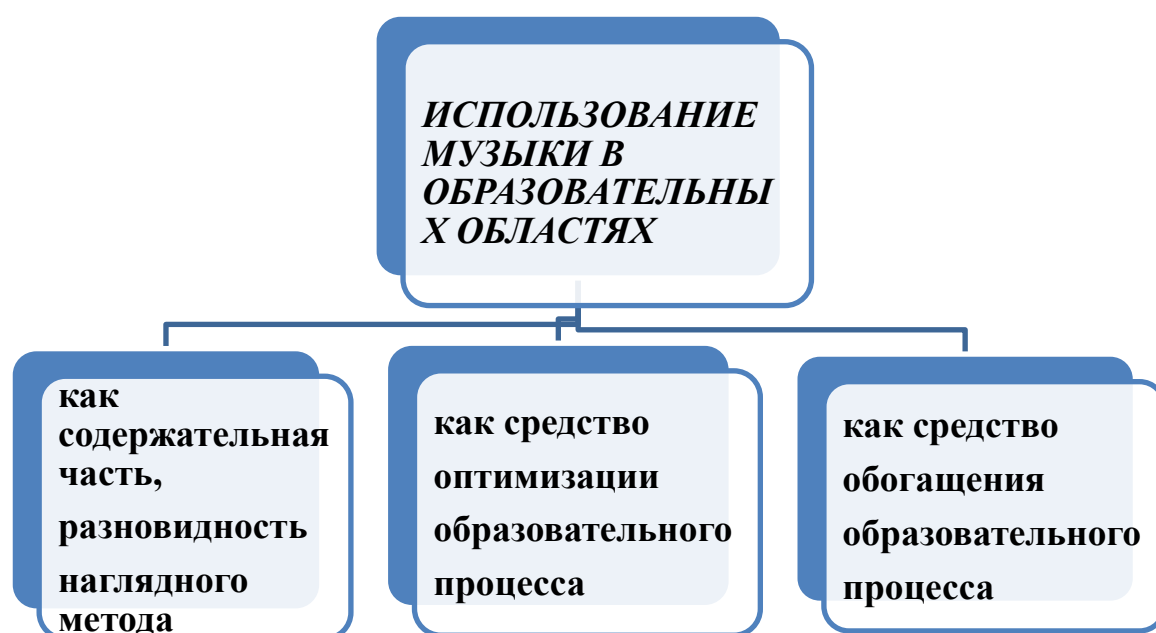 ИСПОЛЬЗОВАНИЕ
МУЗЫКИ В
ОБРАЗОВАТЕЛЬНЫ
Х ОБЛАСТЯХ
как
содержательная
часть,
разновидность
наглядного
метода
как средство
оптимизации
образовательного
процесса
как средство
обогащения
образовательного
процесса